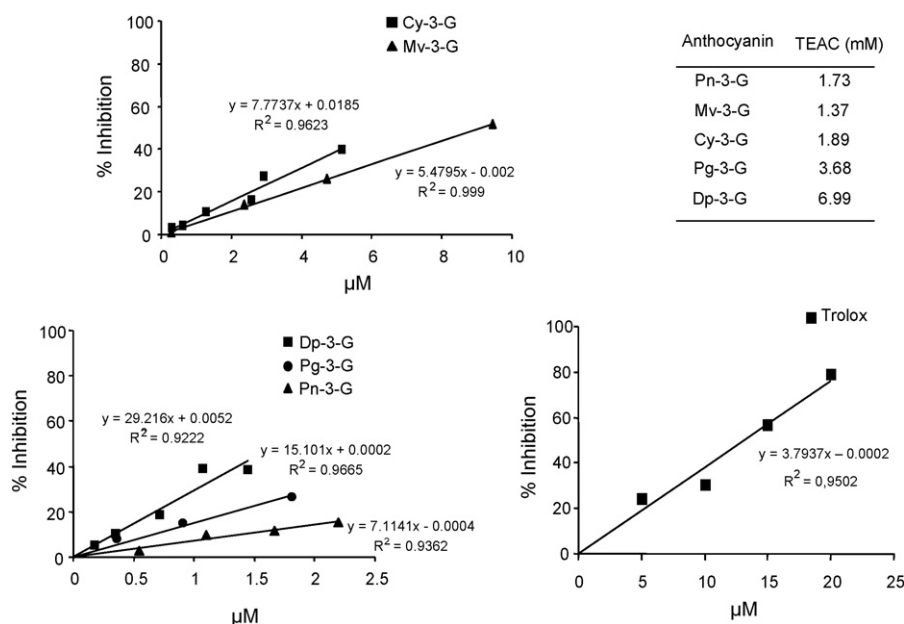 100
80
60
40
20
0
0
2
4
6
8
10
% Inhibition
µM
Cy-3-G
Mv-3-G
y = 7.7737x + 0.0185
R² = 0.9623
y = 5.4795x - 0.002
R² = 0.999
Anthocyanin TEAC (mM)
Pn-3-G 1.73
Mv-3-G 1.37
Cy-3-G 1.89
Pg-3-G 3.68
Dp-3-G 6.99
100
80
60
40
20
0
0
0.5
1
1.5
2
2.5
% Inhibition
µM
Dp-3-G
Pg-3-G
Pn-3-G
y = 29.216x + 0.0052
R² = 0.9222
y = 15.101x + 0.0002
R² = 0.9665
y = 7.1141x - 0.0004
R² = 0.9362
100
80
60
40
20
0
0
5
10
15
20
25
% Inhibition
µM
Trolox
y = 3.7937x – 0.0002
R² = 0,9502